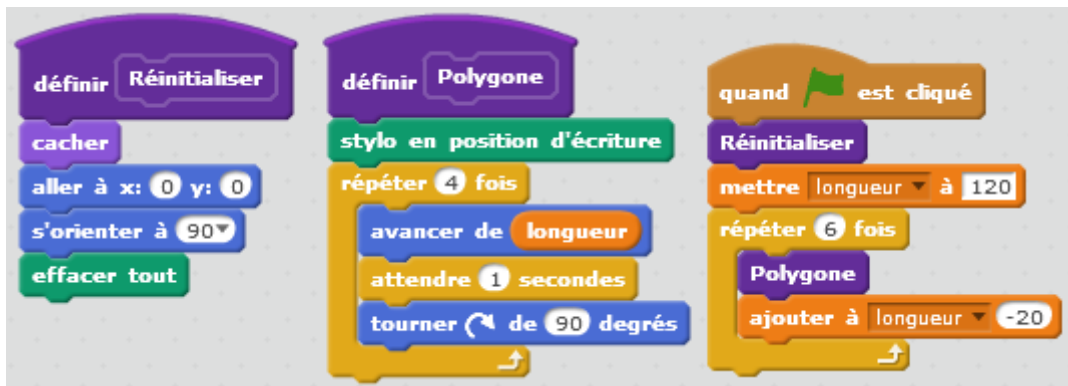 définir Réinitialiser
cacher
aller à x: 0 y: 0
s'orienter à 90
effacer tout
définir Polygone
stylo en position d'écriture
répéter 4 fois
avancer de longueur
attendre 1 secondes
tourner de 90 degrés
quand est cliqué
Réinitialiser
mettre longueur à 120
répéter 6 fois
Polygone
ajouter à longueur -20